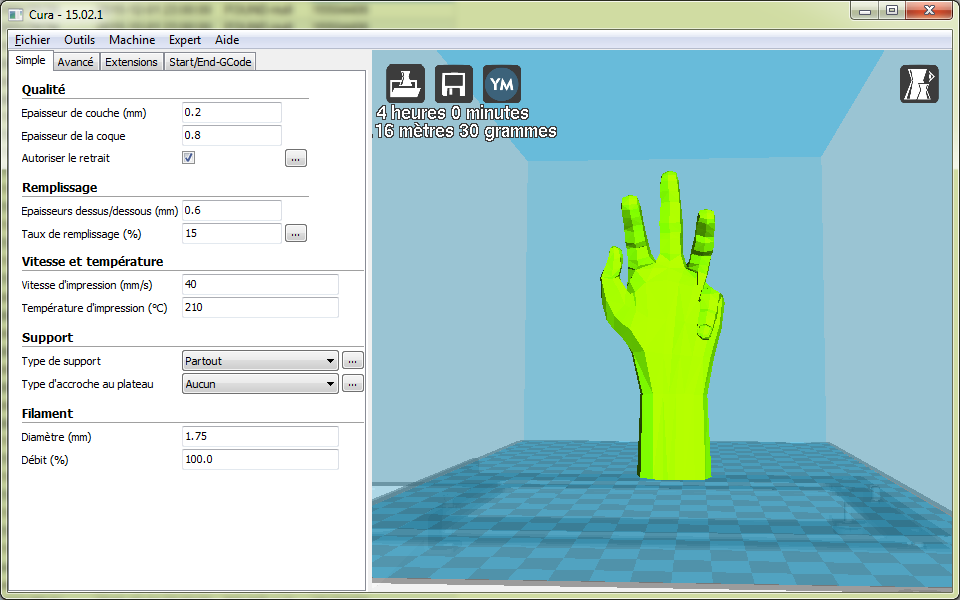 Cura - 15.02.1
Fichier Outils Machine Expert Aide
Simple Avancé Extensions Start/End-GCode
Qualité
Epaisseur de couche (mm) 0.2
Epaisseur de la coque 0.8
Autoriser le retrait ...
Remplissage
Epaisseurs dessus/dessous (mm) 0.6
Taux de remplissage (%) 15 ...
Vitesse et température
Vitesse d'impression (mm/s) 40
Température d'impression (°C) 210
Support
Type de support Partout ...
Type d'accroche au plateau Aucun ...
Filament
Diamètre (mm) 1.75
Débit (%) 100.0
YM
4 heures 0 minutes
.16 mètres 30 grammes